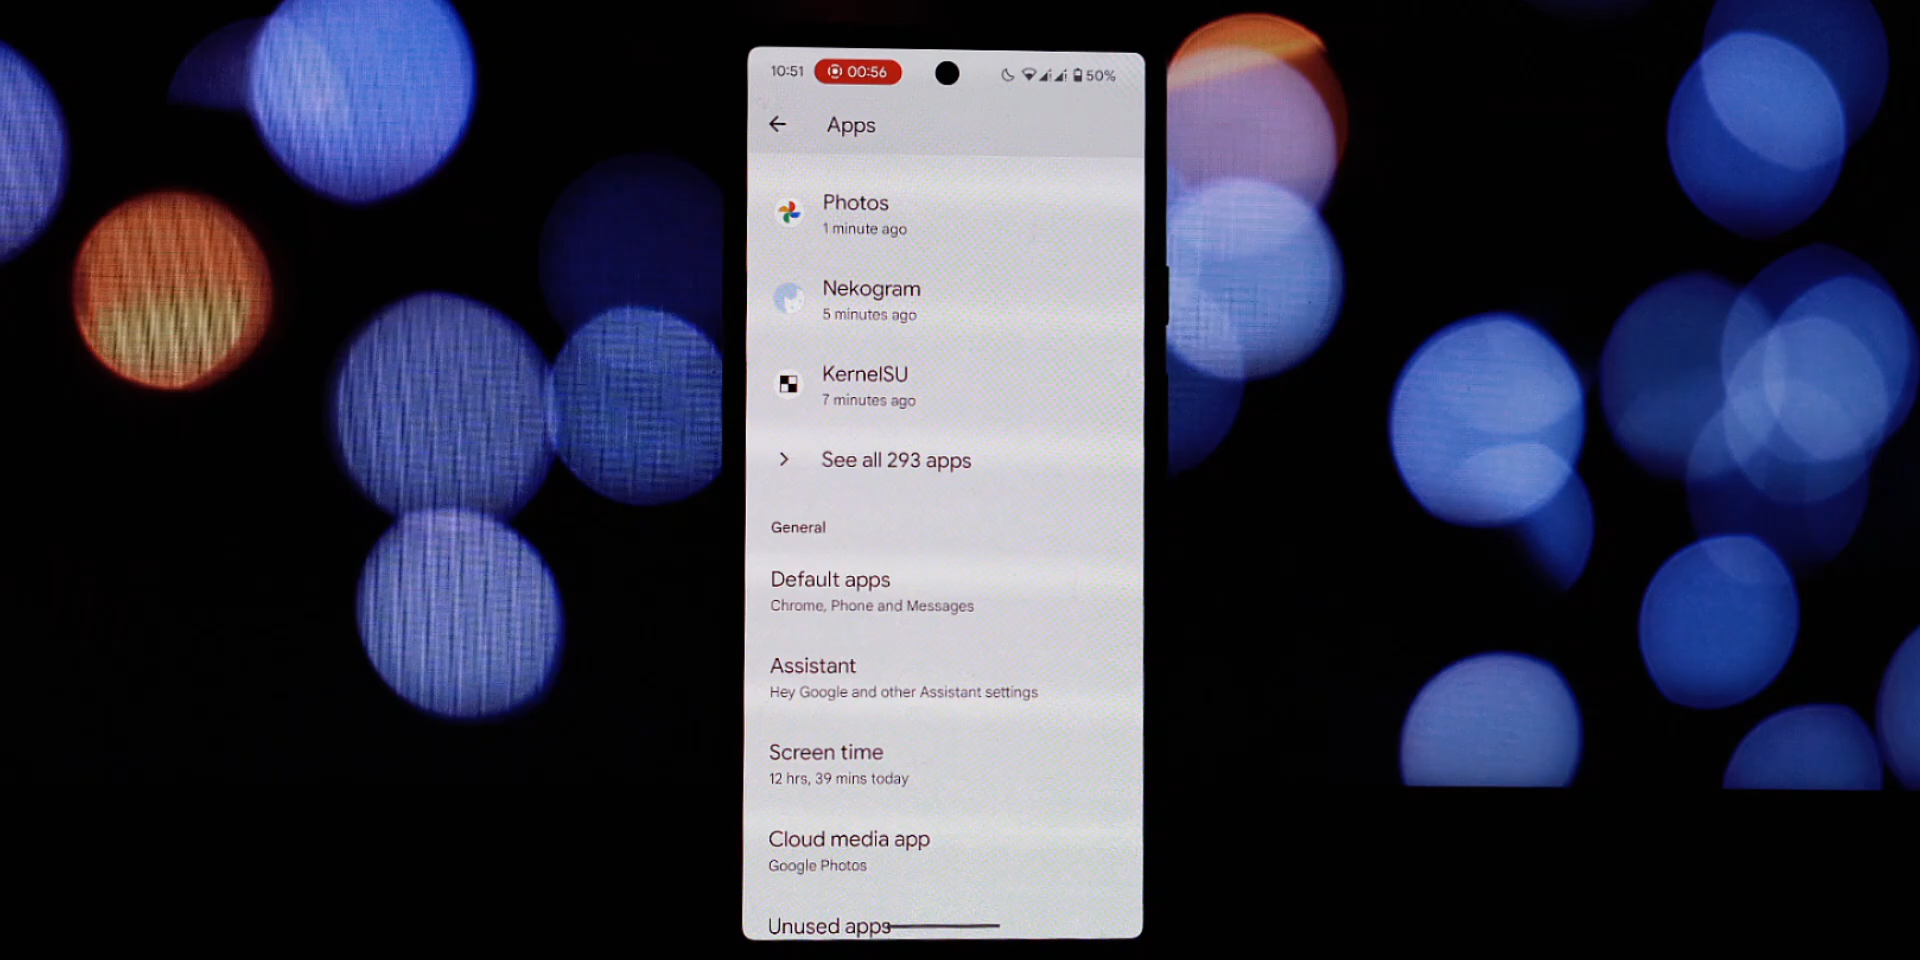 10:51 00:56 50%
Apps
Photos
1 minute ago
Nekogram
5 minutes ago
KernelSU
7 minutes ago
See all 293 apps
General
Default apps
Chrome, Phone and Messages
Assistant
Hey Google and other Assistant settings
Screen time
12 hrs, 39 mins today
Cloud media app
Google Photos
Unused apps